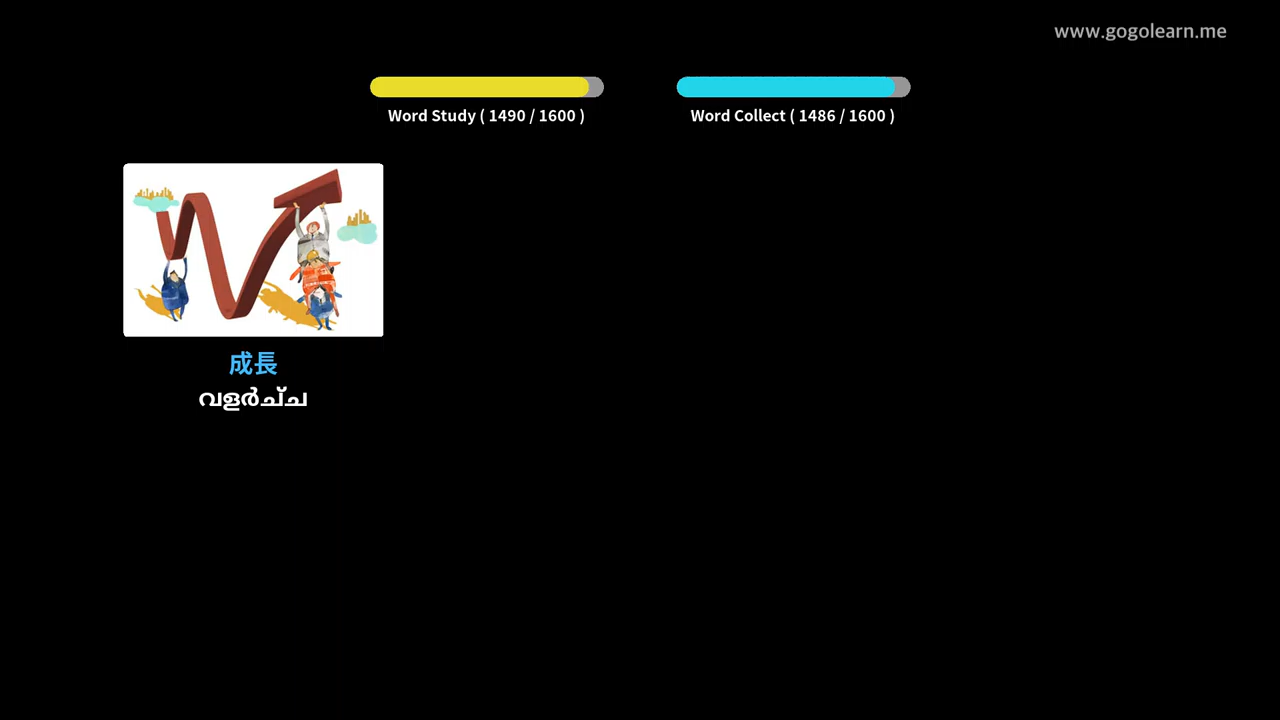 www.gogolearn.me
Word Study ( 1490 / 1600 )
Word Collect ( 1486 / 1600 )
成長
വളർച്ച